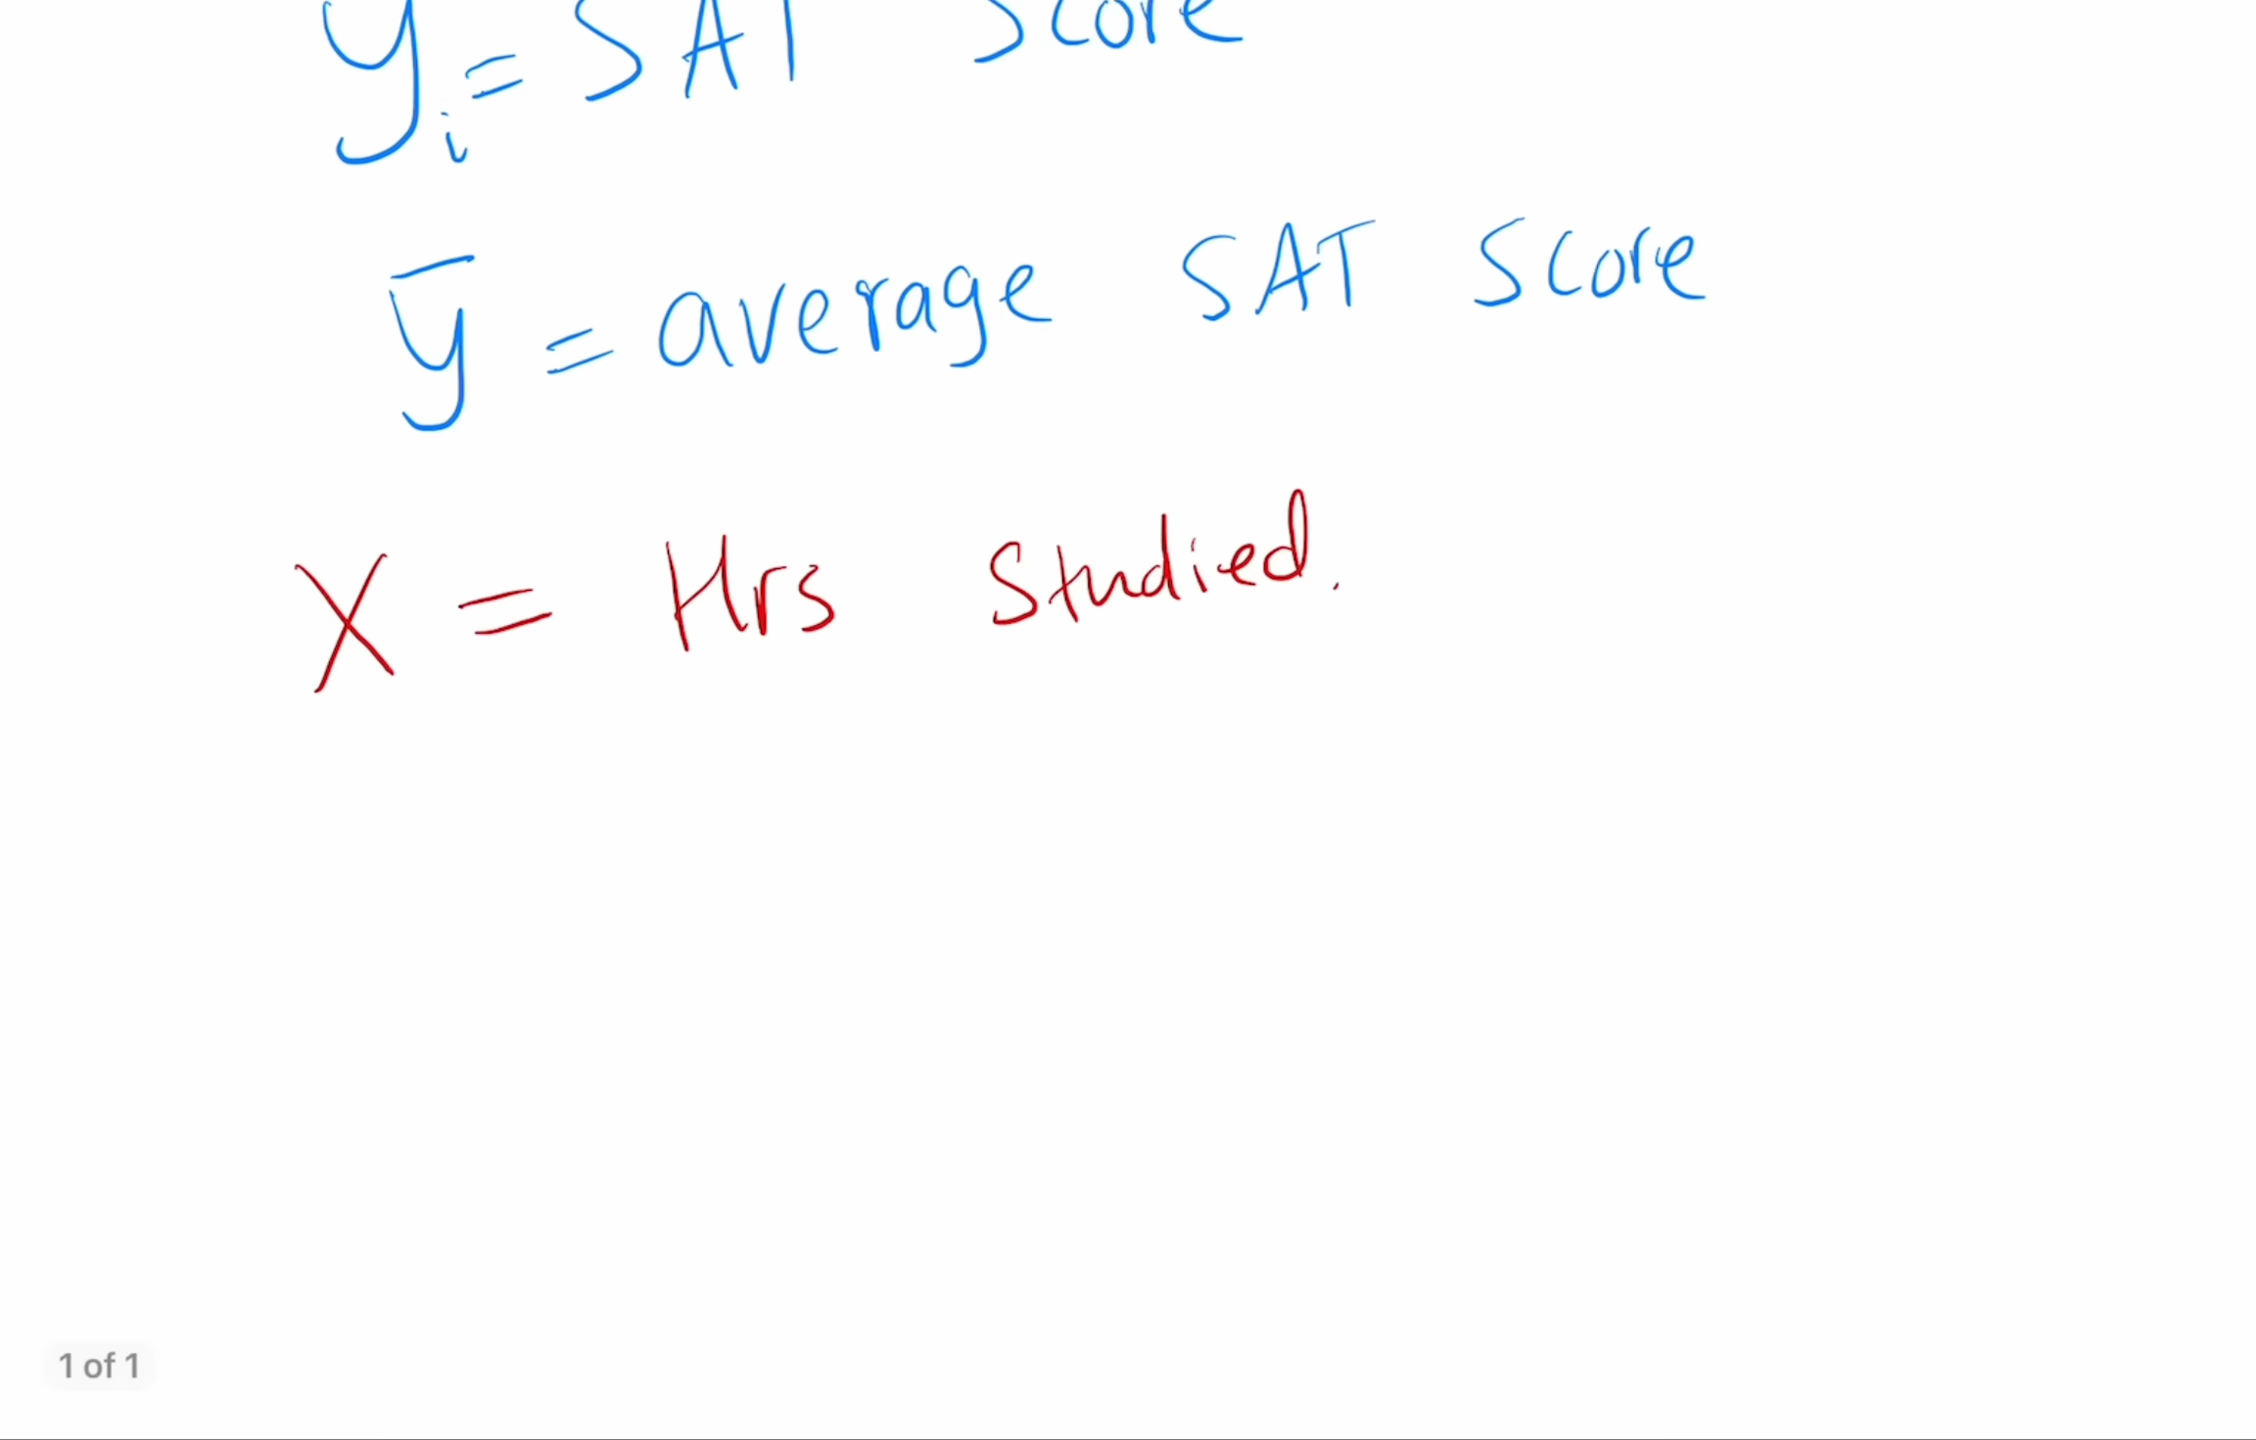 yᵢ = SAT Score
ȳ = average SAT Score
X = Hrs Studied.
1 of 1